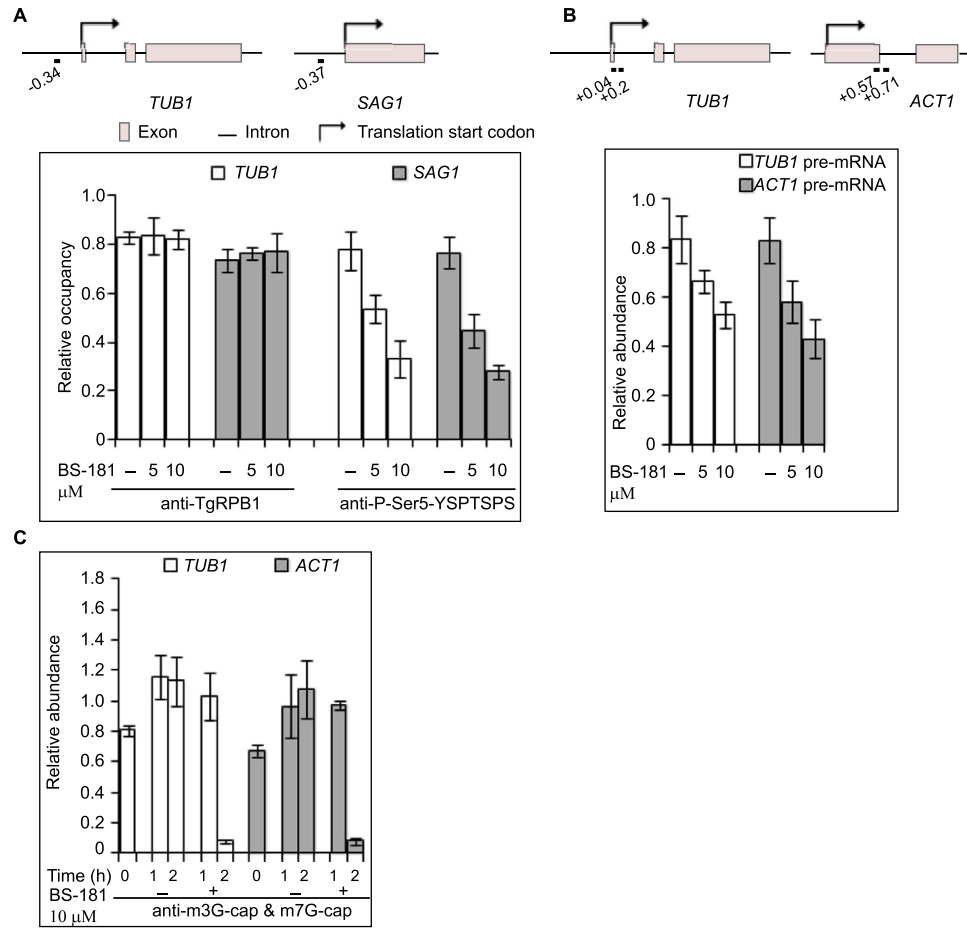 A
-0.34
-0.37
TUB1
SAG1
Exon
Intron
Translation start codon
TUB1
SAG1
Relative occupancy
1.0
0.8
0.6
0.4
0.2
0
BS-181 – 5 10 – 5 10 – 5 10 – 5 10
μM
anti-TgRPB1
anti-P-Ser5-YSPTSPS
B
+0.04
+0.2
+0.57
+0.71
TUB1
ACT1
TUB1 pre-mRNA
ACT1 pre-mRNA
Relative abundance
1.0
0.8
0.6
0.4
0.2
0
BS-181 – 5 10 – 5 10
μM
C
TUB1
ACT1
Relative abundance
1.8
1.6
1.4
1.2
1.0
0.8
0.6
0.4
0.2
0
Time (h) 0 1 2 1 2 0 1 2 1 2
BS-181 – + – +
10 μM
anti-m3G-cap & m7G-cap